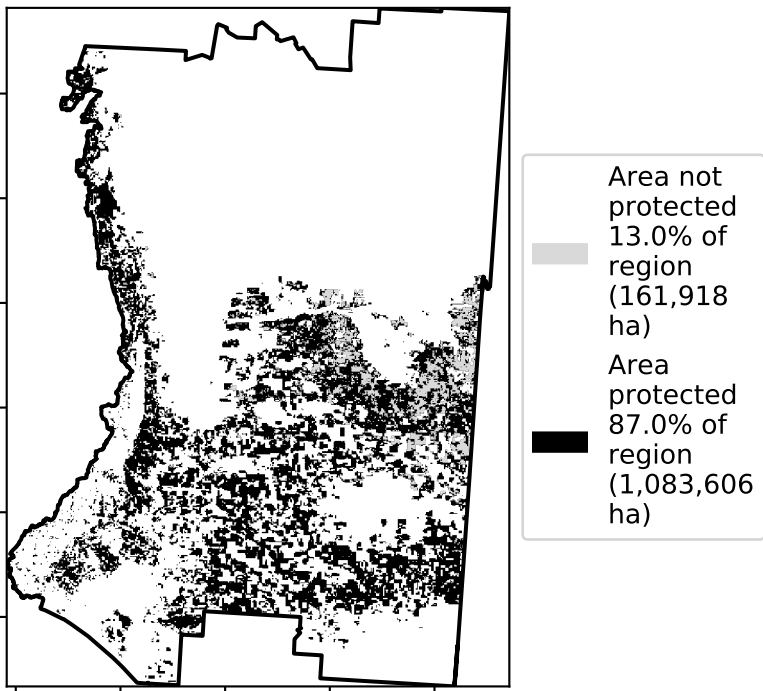 Area not
protected
13.0% of
region
(161,918
ha)
Area
protected
87.0% of
region
(1,083,606
ha)